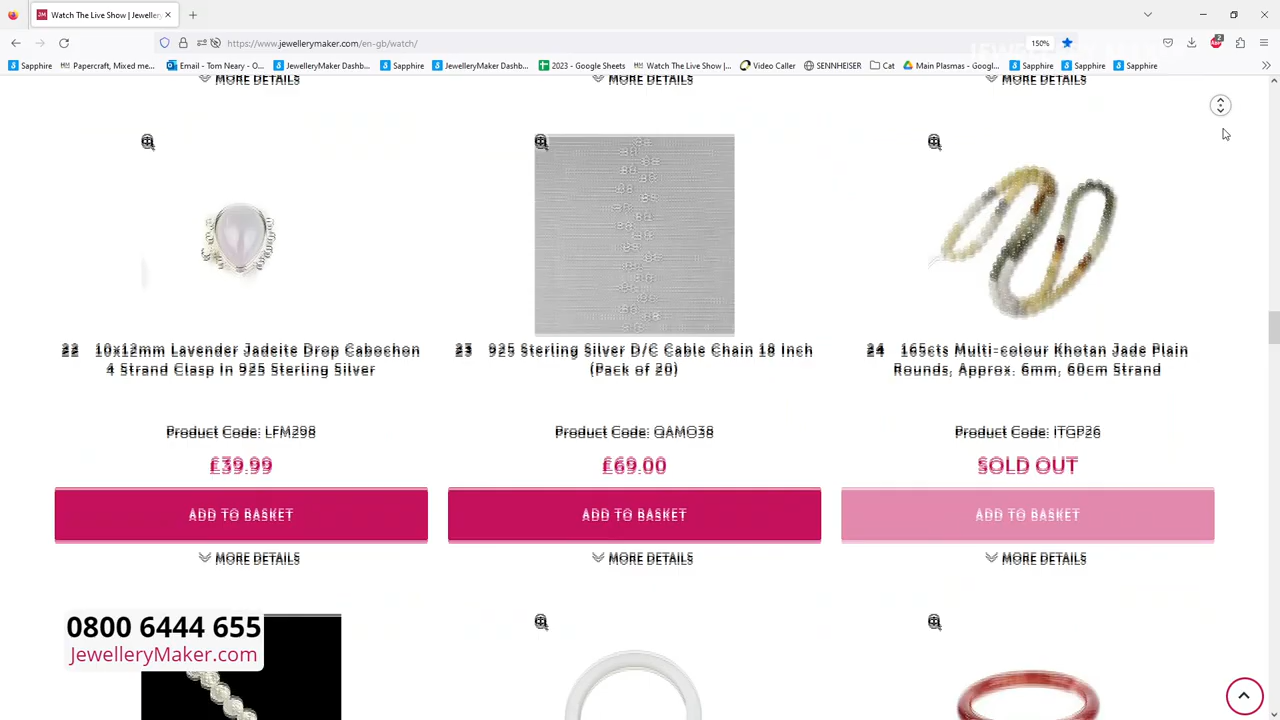 Watch The Live Show | Jeweller
https://www.jewellerymaker.com/en-gb/watch/
150%
2
Sapphire
Papercraft, Mixed me...
Email - Tom Neary - O...
JewelleryMaker Dashb...
Sapphire
JewelleryMaker Dashb...
2023 - Google Sheets
Watch The Live Show |...
Video Caller
SENNHEISER
Cat
Main Plasmas - Googl...
Sapphire
Sapphire
Sapphire
MORE DETAILS
MORE DETAILS
MORE DETAILS
22 10x12mm Lavender Jadeite Drop Cabochon
4 Strand Clasp In 925 Sterling Silver
Product Code: LFM298
£39.99
ADD TO BASKET
MORE DETAILS
23 925 Sterling Silver D/C Cable Chain 18 Inch
(Pack of 20)
Product Code: QAMO38
£69.00
ADD TO BASKET
MORE DETAILS
24 165cts Multi-colour Khotan Jade Plain
Rounds, Approx. 6mm, 60cm Strand
Product Code: ITGP26
SOLD OUT
ADD TO BASKET
MORE DETAILS
0800 6444 655
JewelleryMaker.com